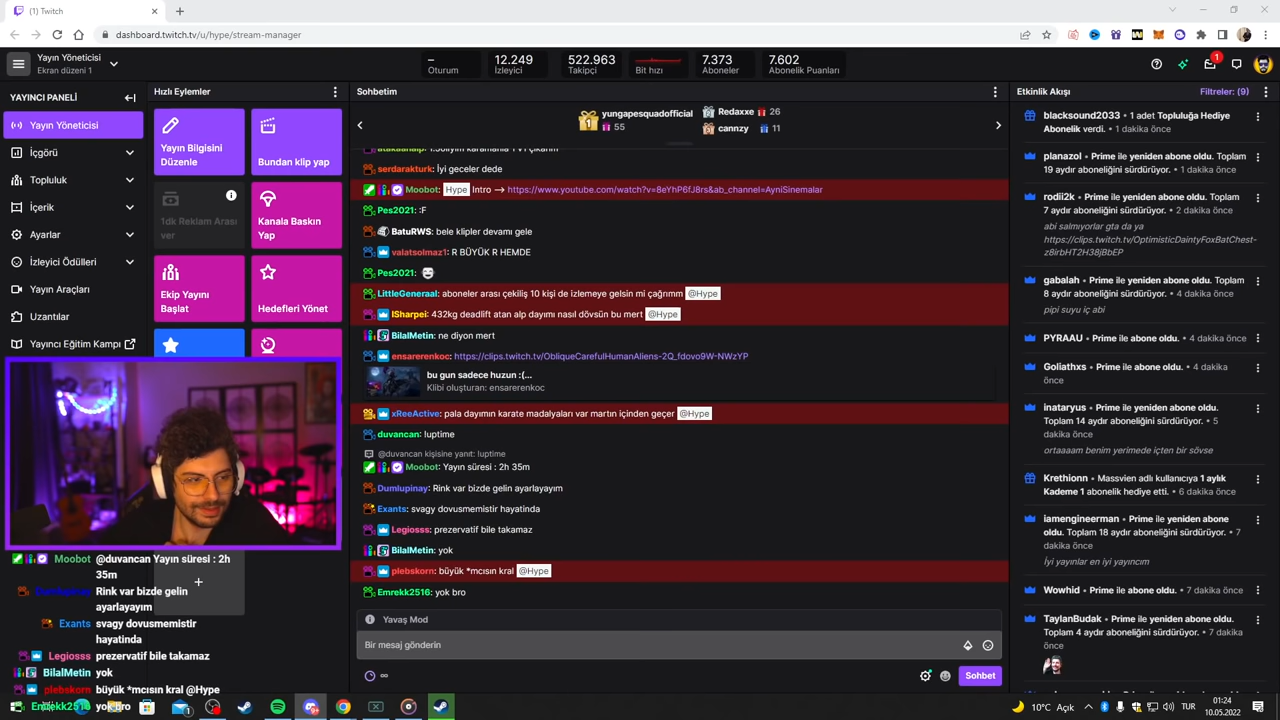 (1) Twitch
dashboard.twitch.tv/u/hype/stream-manager
Yayın Yöneticisi
Ekran düzeni 1
–
Oturum
12.249
İzleyici
522.963
Takipçi
Bit hızı
7.373
Aboneler
7.602
Abonelik Puanları
1
YAYINCI PANELİ
Yayın Yöneticisi
İçgörü
Topluluk
İçerik
Ayarlar
İzleyici Ödülleri
Yayın Araçları
Uzantılar
Yayıncı Eğitim Kampı
Hızlı Eylemler
Yayın Bilgisini
Düzenle
Bundan klip yap
1dk Reklam Arası
ver
Kanala Baskın
Yap
Ekip Yayını
Başlat
Hedefleri Yönet
Moobot @duvancan Yayın süresi : 2h
35m
Dumlupinay Rink var bizde gelin
ayarlayayım
Exants svagy dovusmemistir
hayatinda
Legiosss prezervatif bile takamaz
BilalMetin yok
plebskorn büyük *mcısın kral @Hype
Emrekk2516 yok bro
Sohbetim
1
yungapesquadofficial
55
Redaxxe 26
cannzy 11
serdarakturk: İyi geceler dede
Moobot: Hype Intro --> https://www.youtube.com/watch?v=8eYhP6fJ8rs&ab_channel=AyniSinemalar
Pes2021: :F
BatuRWS: bele klipler devamı gele
valatsolmaz1: R BÜYÜK R HEMDE
Pes2021:
LittleGeneraal: aboneler arası çekiliş 10 kişi de izlemeye gelsin mi çağrımm @Hype
ISharpei: 432kg deadlift atan alp dayımı nasıl dövsün bu mert @Hype
BilalMetin: ne diyon mert
ensarerenkoc: https://clips.twitch.tv/ObliqueCarefulHumanAliens-2Q_fdovo9W-NWzYP
bu gun sadece huzun :(...
Klibi oluşturan: ensarerenkoc
xReeActive: pala dayımın karate madalyaları var martın içinden geçer @Hype
duvancan: luptime
@duvancan kişisine yanıt: luptime
Moobot: Yayın süresi : 2h 35m
Dumlupinay: Rink var bizde gelin ayarlayayım
Exants: svagy dovusmemistir hayatinda
Legiosss: prezervatif bile takamaz
BilalMetin: yok
plebskorn: büyük *mcısın kral @Hype
Emrekk2516: yok bro
Yavaş Mod
Bir mesaj gönderin
Sohbet
Etkinlik Akışı
Filtreler: (9)
blacksound2033 • 1 adet Topluluğa Hediye
Abonelik verdi. • 1 dakika önce
planazol • Prime ile yeniden abone oldu. Toplam
19 aydır aboneliğini sürdürüyor. • 1 dakika önce
rodii2k • Prime ile yeniden abone oldu. Toplam
7 aydır aboneliğini sürdürüyor. • 2 dakika önce
abi salmıyorlar gta da ya
https://clips.twitch.tv/OptimisticDaintyFoxBatChest-
z8irbHT2H38jBbEP
gabalah • Prime ile yeniden abone oldu. Toplam
8 aydır aboneliğini sürdürüyor. • 4 dakika önce
pipi suyu iç abi
PYRAAU • Prime ile abone oldu. • 4 dakika önce
Goliathxs • Prime ile yeniden abone oldu. • 4 dakika
önce
inataryus • Prime ile yeniden abone oldu.
Toplam 14 aydır aboneliğini sürdürüyor. • 5
dakika önce
ortaaaam benim yerimede içten bir sövse
Krethionn • Massvien adlı kullanıcıya 1 aylık
Kademe 1 abonelik hediye etti. • 6 dakika önce
iamengineerman • Prime ile yeniden abone
oldu. Toplam 18 aydır aboneliğini sürdürüyor. • 7
dakika önce
İyi yayınlar en iyi yayıncım
Wowhid • Prime ile abone oldu. • 7 dakika önce
TaylanBudak • Prime ile yeniden abone oldu.
Toplam 4 aydır aboneliğini sürdürüyor. • 7 dakika
önce
10°C Açık
TUR
01:24
10.05.2022